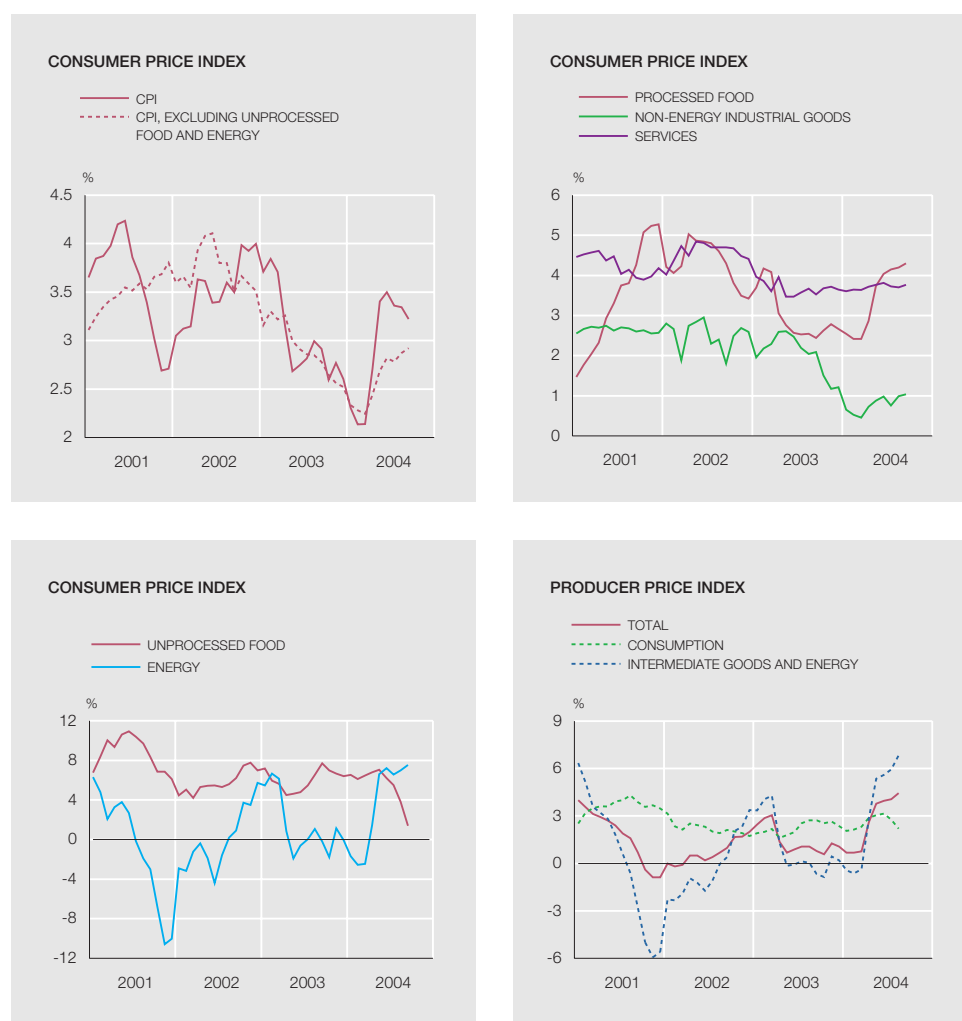 CONSUMER PRICE INDEX
CPI
CPI, EXCLUDING UNPROCESSED
FOOD AND ENERGY
%
4.5
4
3.5
3
2.5
2
2001 2002 2003 2004
CONSUMER PRICE INDEX
PROCESSED FOOD
NON-ENERGY INDUSTRIAL GOODS
SERVICES
%
6
5
4
3
2
1
0
2001 2002 2003 2004
CONSUMER PRICE INDEX
UNPROCESSED FOOD
ENERGY
%
12
8
4
0
-4
-8
-12
2001 2002 2003 2004
PRODUCER PRICE INDEX
TOTAL
CONSUMPTION
INTERMEDIATE GOODS AND ENERGY
%
9
6
3
0
-3
-6
2001 2002 2003 2004